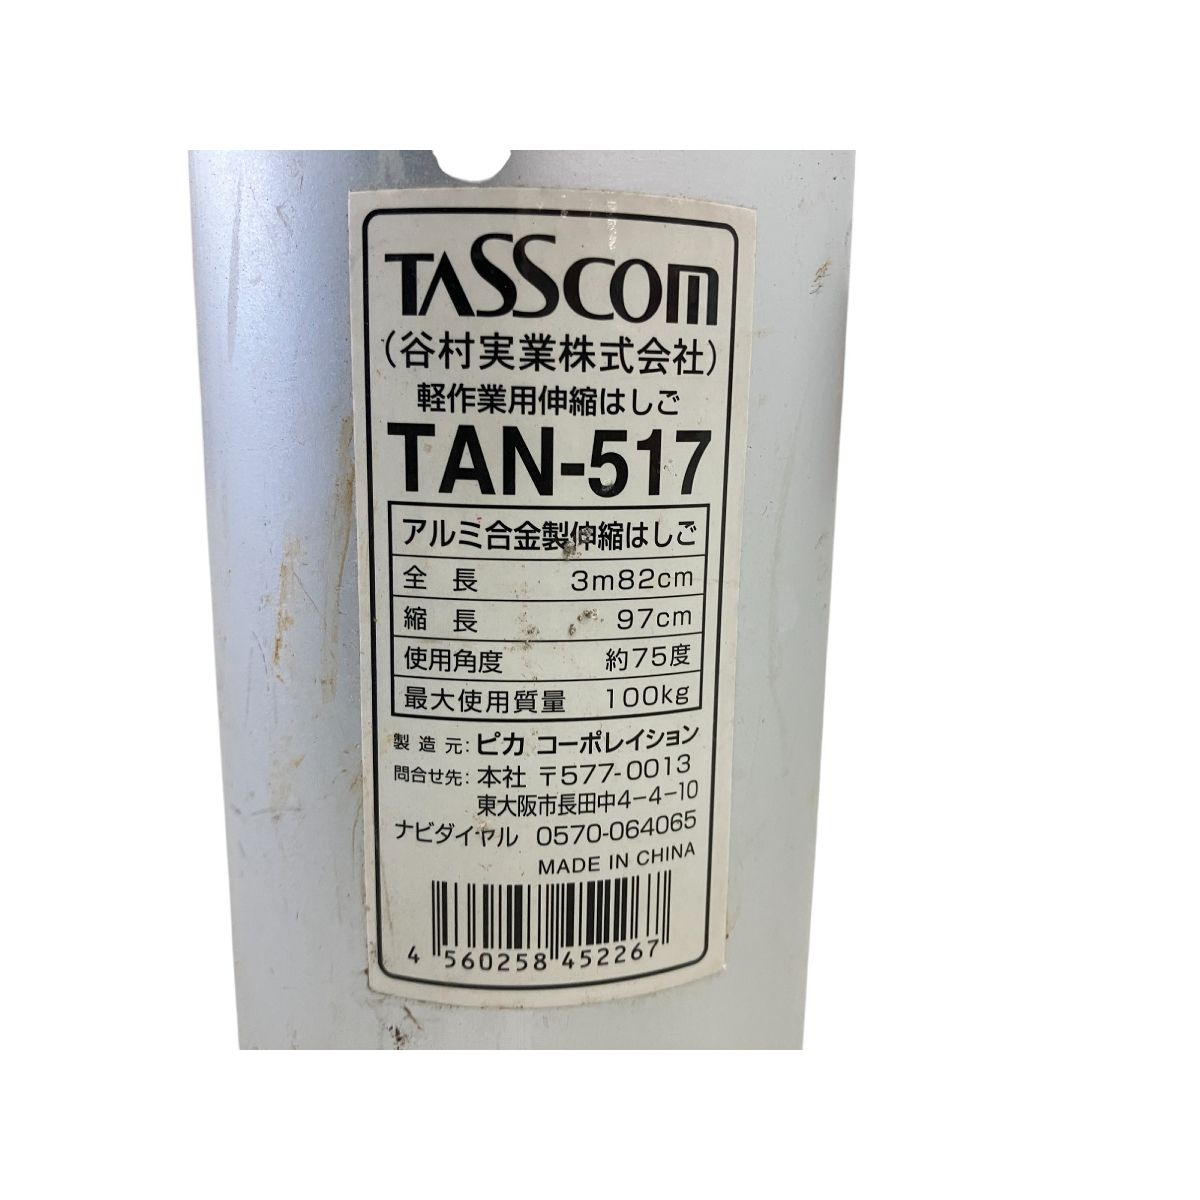 TASSCOM
(谷村実業株式会社)
軽作業用伸縮はしご
TAN-517
アルミ合金製伸縮はしご
全長 3m82cm
縮長 97cm
使用角度 約75度
最大使用質量 100kg
製造元:ピカ コーポレイション
問合せ先:本社 〒577-0013
東大阪市長田中4-4-10
ナビダイヤル 0570-064065
MADE IN CHINA
4 560258 452267